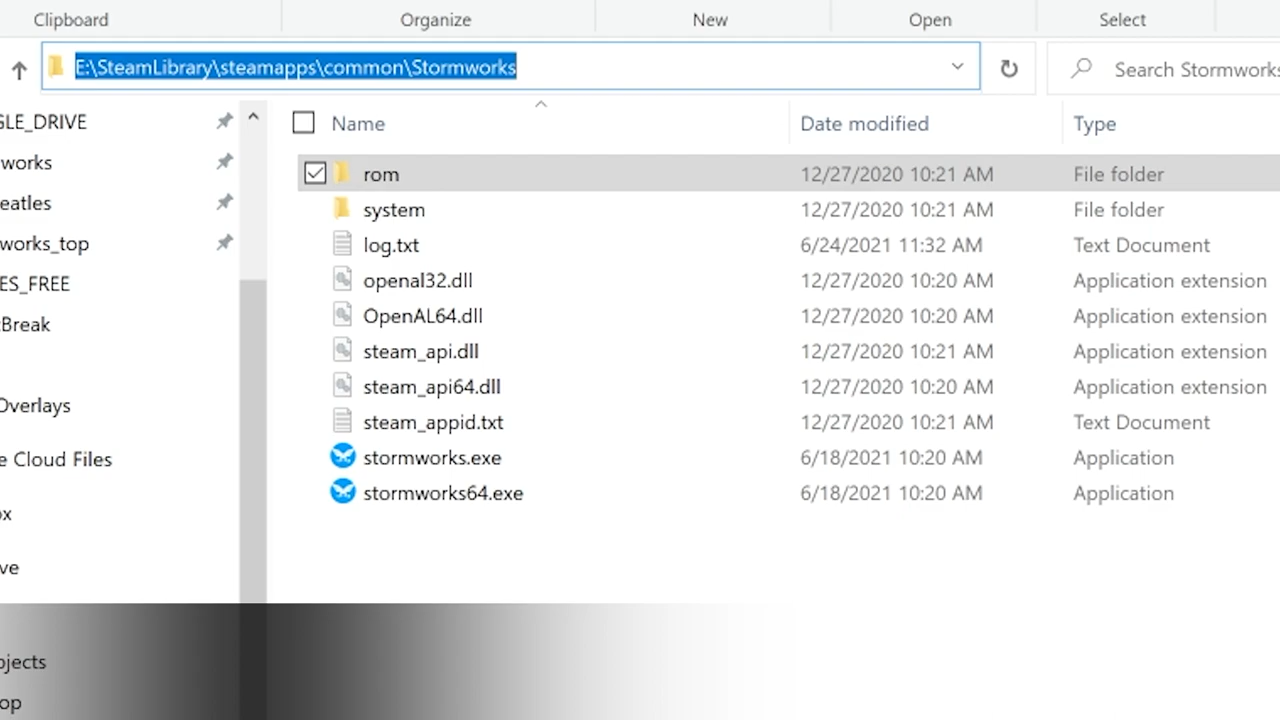 Clipboard Organize New Open Select
E:\SteamLibrary\steamapps\common\Stormworks Search Stormworks
GLE_DRIVE
works
eatles
works_top
ES_FREE
tBreak
Overlays
e Cloud Files
ox
ve
ojects
op
Name Date modified Type
rom 12/27/2020 10:21 AM File folder
system 12/27/2020 10:21 AM File folder
log.txt 6/24/2021 11:32 AM Text Document
openal32.dll 12/27/2020 10:20 AM Application extension
OpenAL64.dll 12/27/2020 10:20 AM Application extension
steam_api.dll 12/27/2020 10:21 AM Application extension
steam_api64.dll 12/27/2020 10:20 AM Application extension
steam_appid.txt 12/27/2020 10:21 AM Text Document
stormworks.exe 6/18/2021 10:20 AM Application
stormworks64.exe 6/18/2021 10:20 AM Application